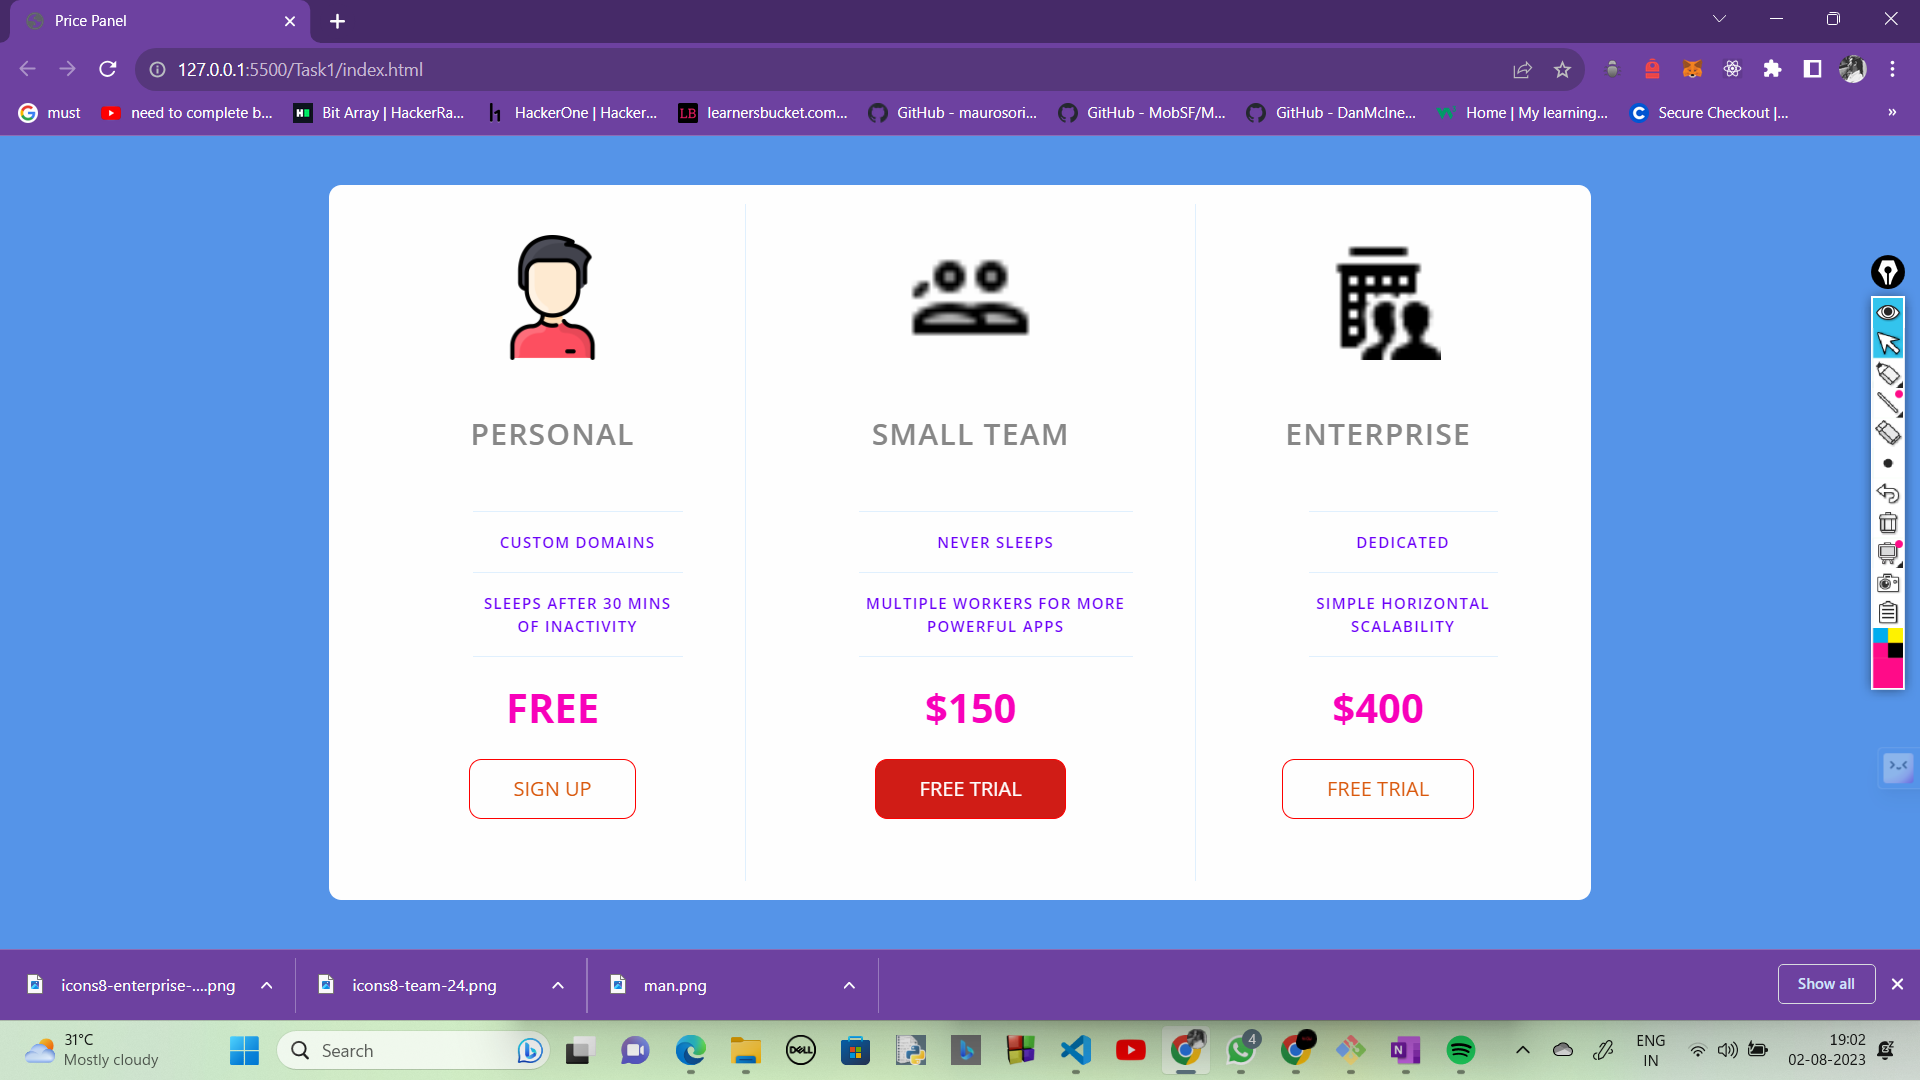 Price Panel
127.0.0.1:5500/Task1/index.html
must
need to complete b...
Bit Array | HackerRa...
HackerOne | Hacker...
LB
learnersbucket.com...
GitHub - maurosori...
GitHub - MobSF/M...
GitHub - DanMcIne...
Home | My learning...
Secure Checkout |...
PERSONAL
CUSTOM DOMAINS
SLEEPS AFTER 30 MINS
OF INACTIVITY
FREE
SIGN UP
SMALL TEAM
NEVER SLEEPS
MULTIPLE WORKERS FOR MORE
POWERFUL APPS
$150
FREE TRIAL
ENTERPRISE
DEDICATED
SIMPLE HORIZONTAL
SCALABILITY
$400
FREE TRIAL
icons8-enterprise-....png
icons8-team-24.png
man.png
Show all
31°C
Mostly cloudy
Search
DELL
4
ENG
IN
19:02
02-08-2023